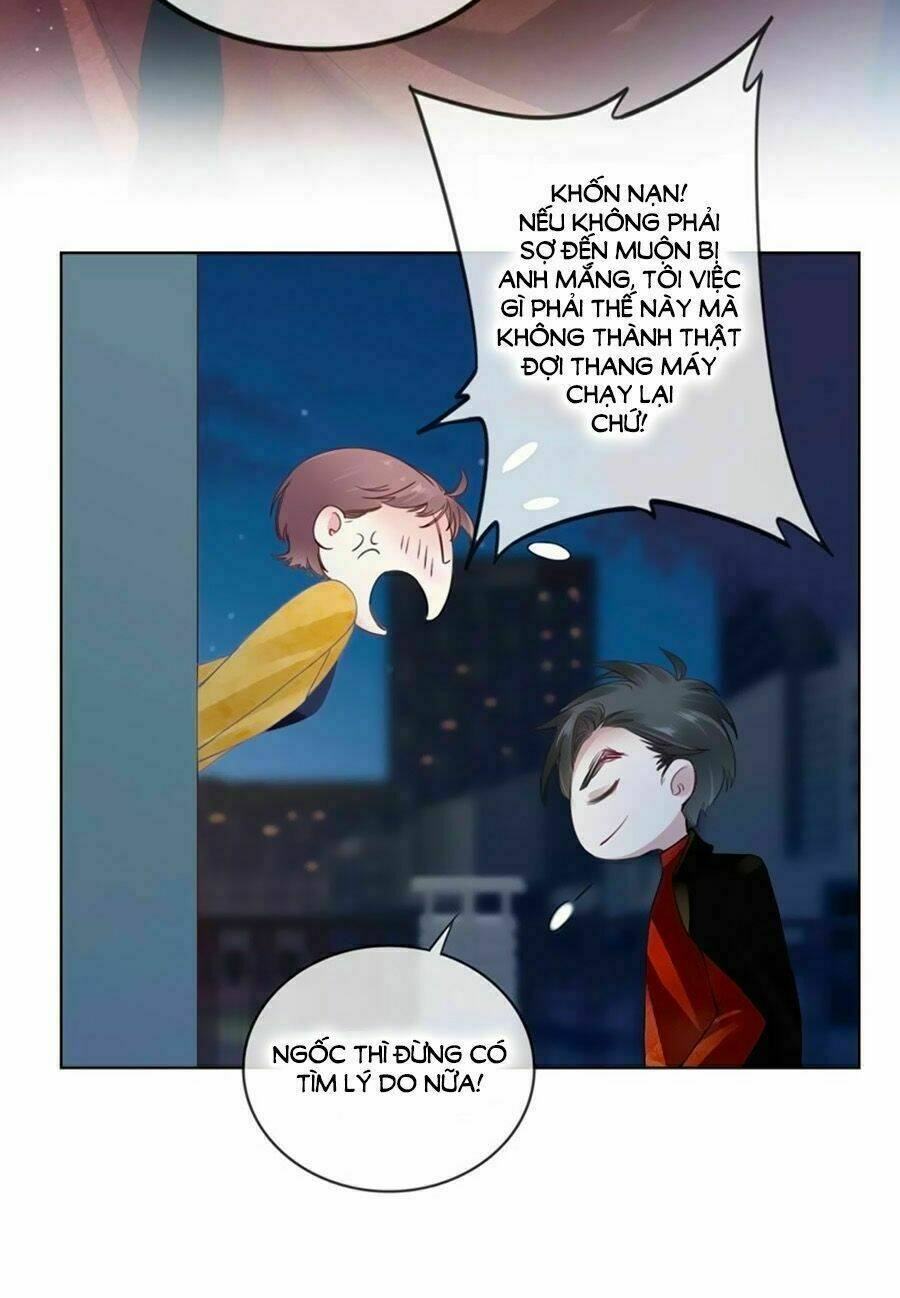 KHỐN NẠN!
NẾU KHÔNG PHẢI
SỢ ĐẾN MUỘN BỊ
ANH MẮNG, TÔI VIỆC
GÌ PHẢI THẾ NÀY MÀ
KHÔNG THÀNH THẬT
ĐỢI THANG MÁY
CHẠY LẠI
CHỨ!
NGỐC THÌ ĐỪNG CÓ
TÌM LÝ DO NỮA!